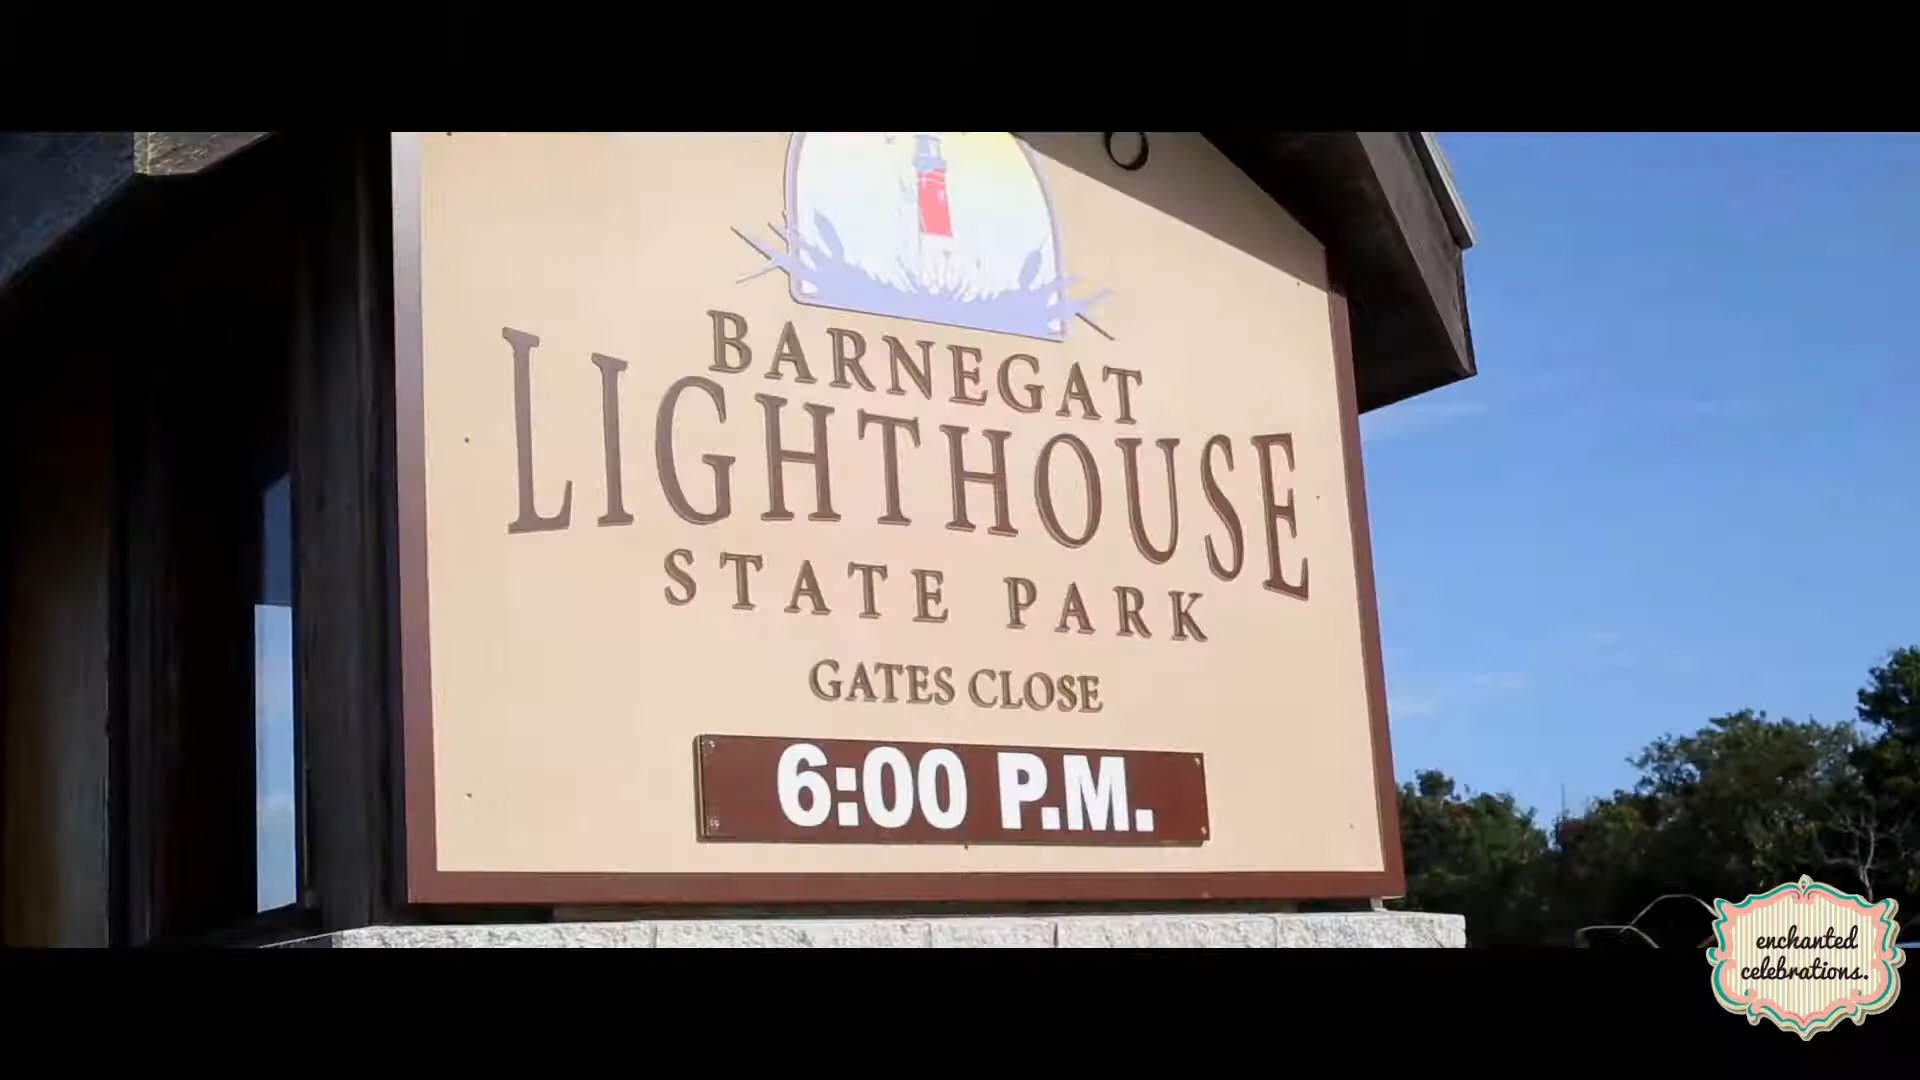 BARNEGAT
LIGHTHOUSE
STATE PARK
GATES CLOSE
6:00 P.M.
enchanted
celebrations.